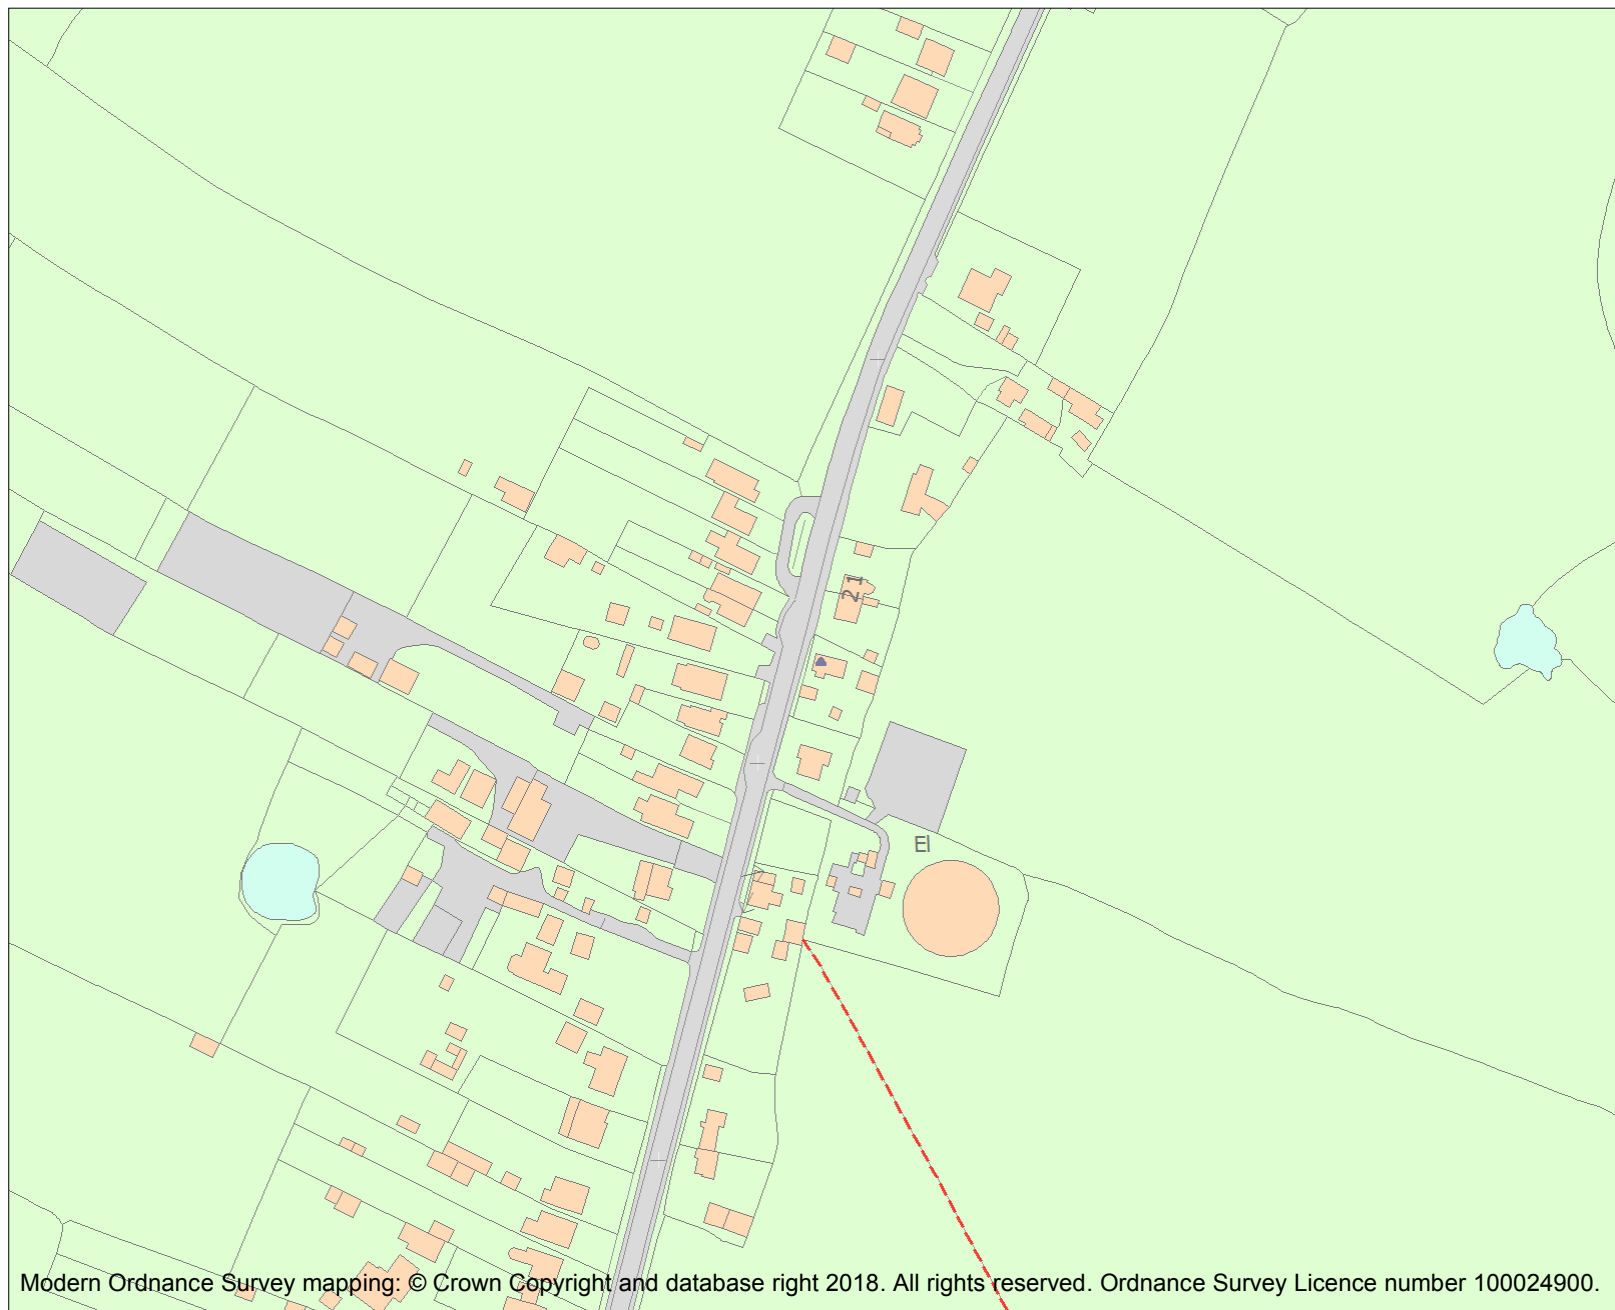 21
El
Modern Ordnance Survey mapping: © Crown Copyright and database right 2018. All rights reserved. Ordnance Survey Licence number 100024900.